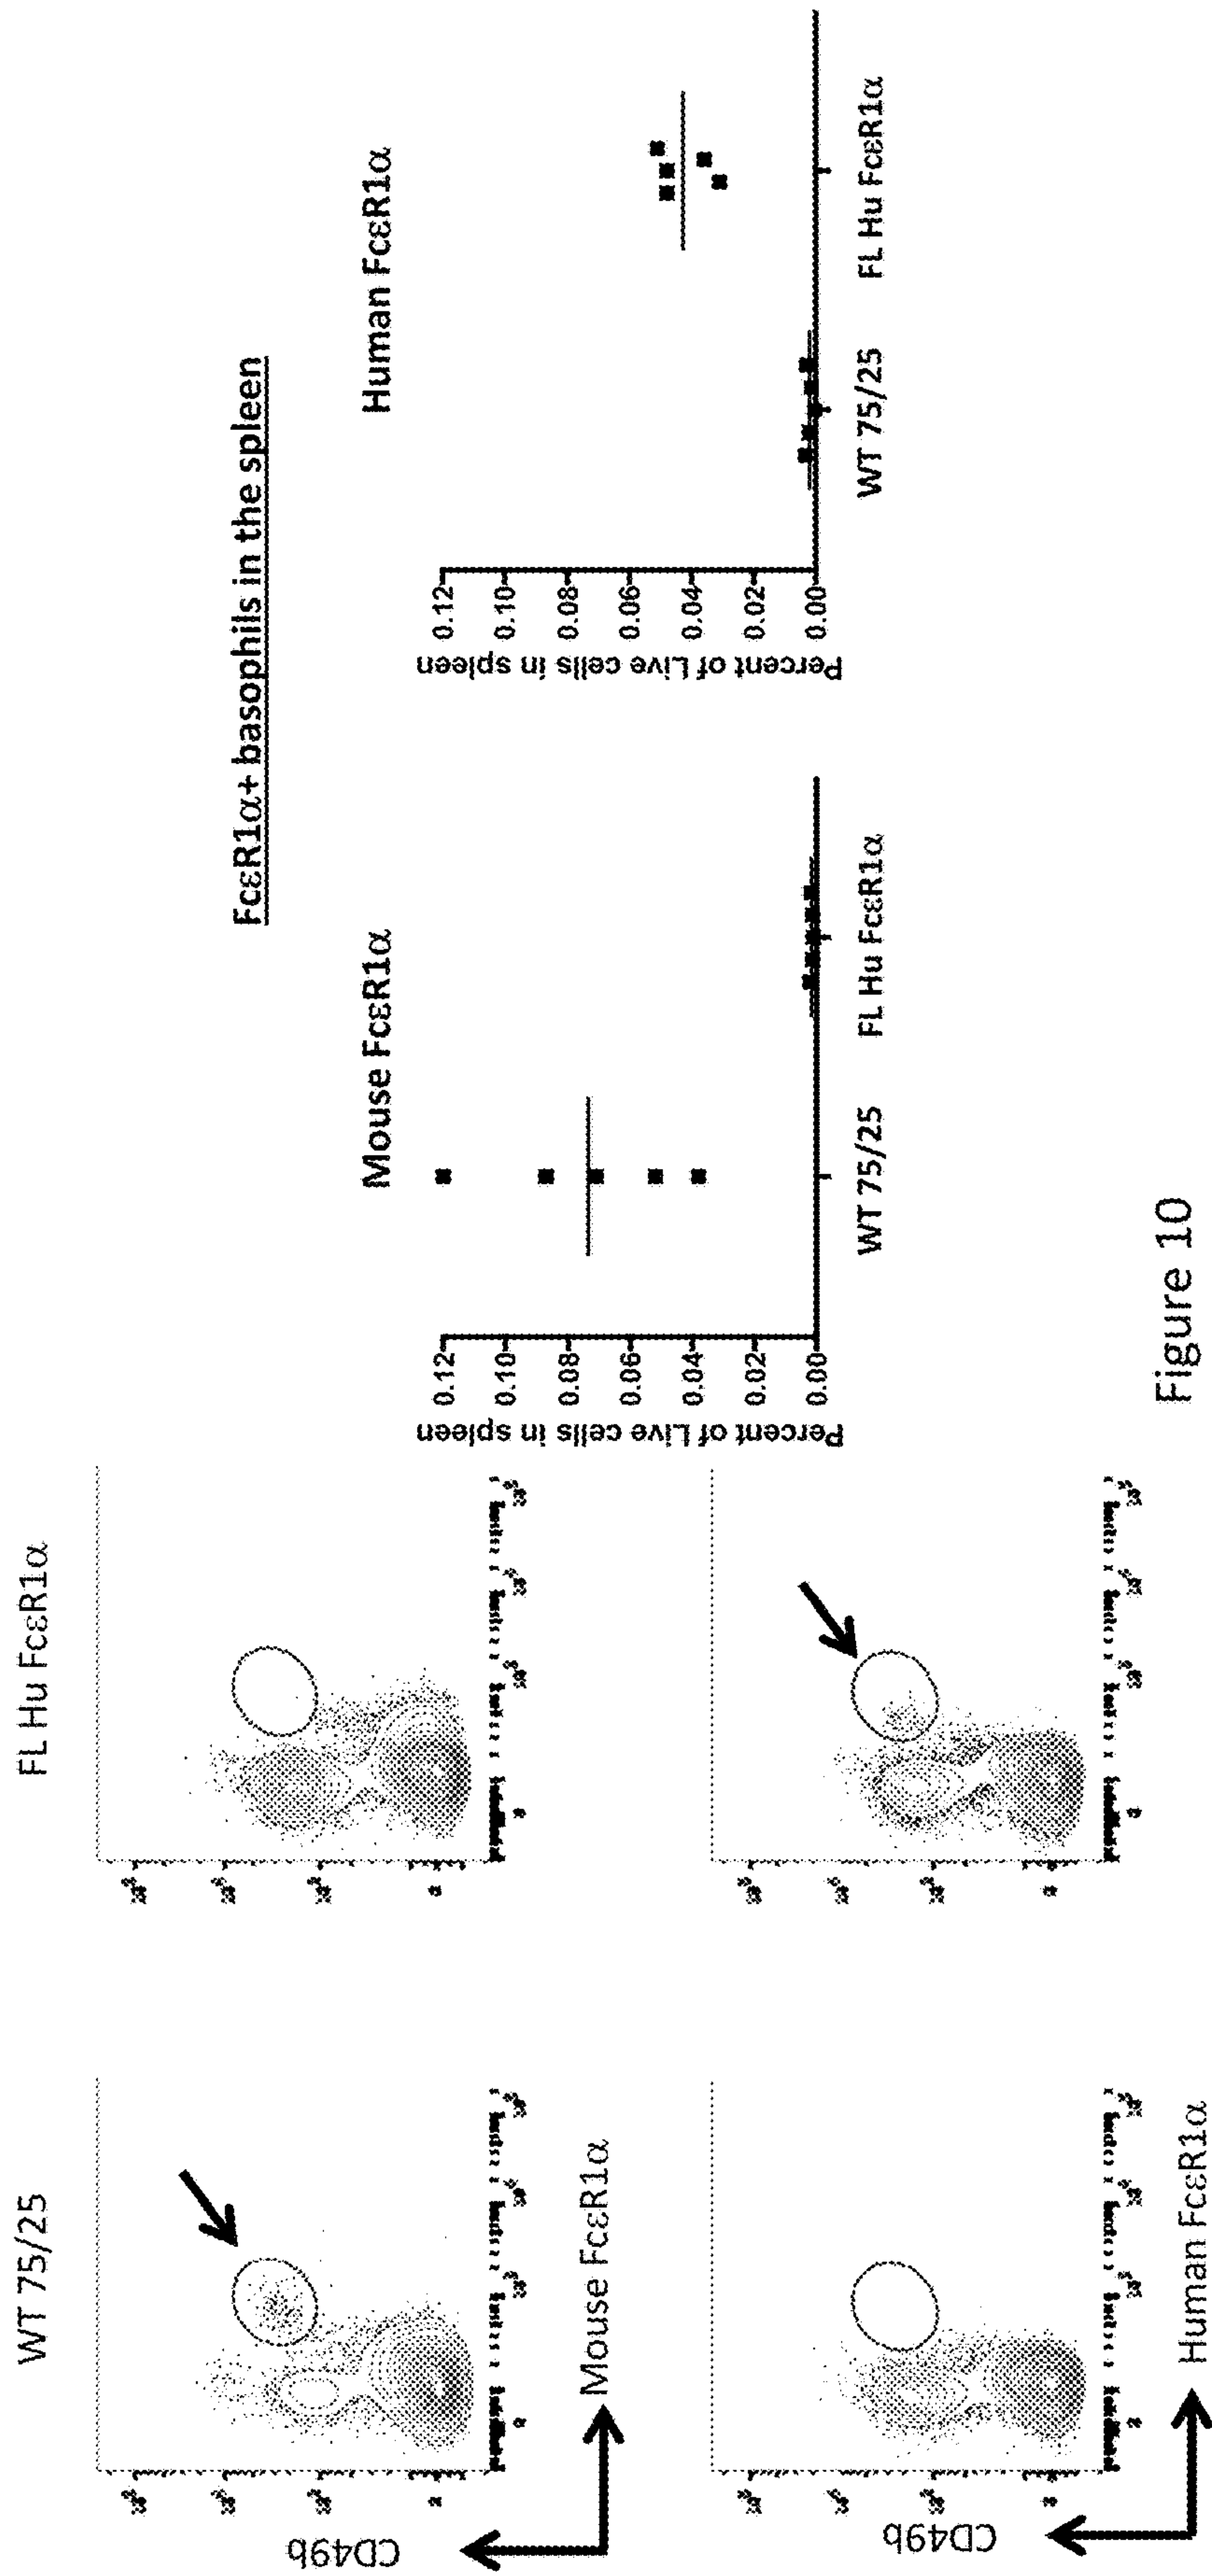 WT 75/25
FL Hu FcεR1α
CD49b
Mouse FcεR1α
CD49b
Human FcεR1α
FcεR1α+ basophils in the spleen
Mouse FcεR1α
Percent of Live cells in spleen
0.12
0.10
0.08
0.06
0.04
0.02
0.00
WT 75/25
FL Hu FcεR1α
Human FcεR1α
Percent of Live cells in spleen
0.12
0.10
0.08
0.06
0.04
0.02
0.00
WT 75/25
FL Hu FcεR1α
Figure 10